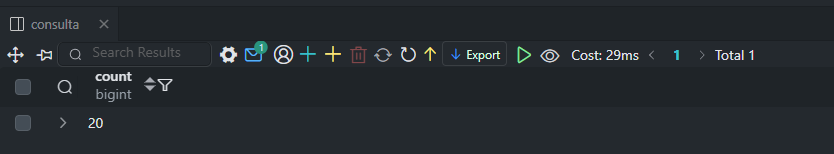 consulta
Search Results 1 Export Cost: 29ms 1 Total 1
count
bigint
20